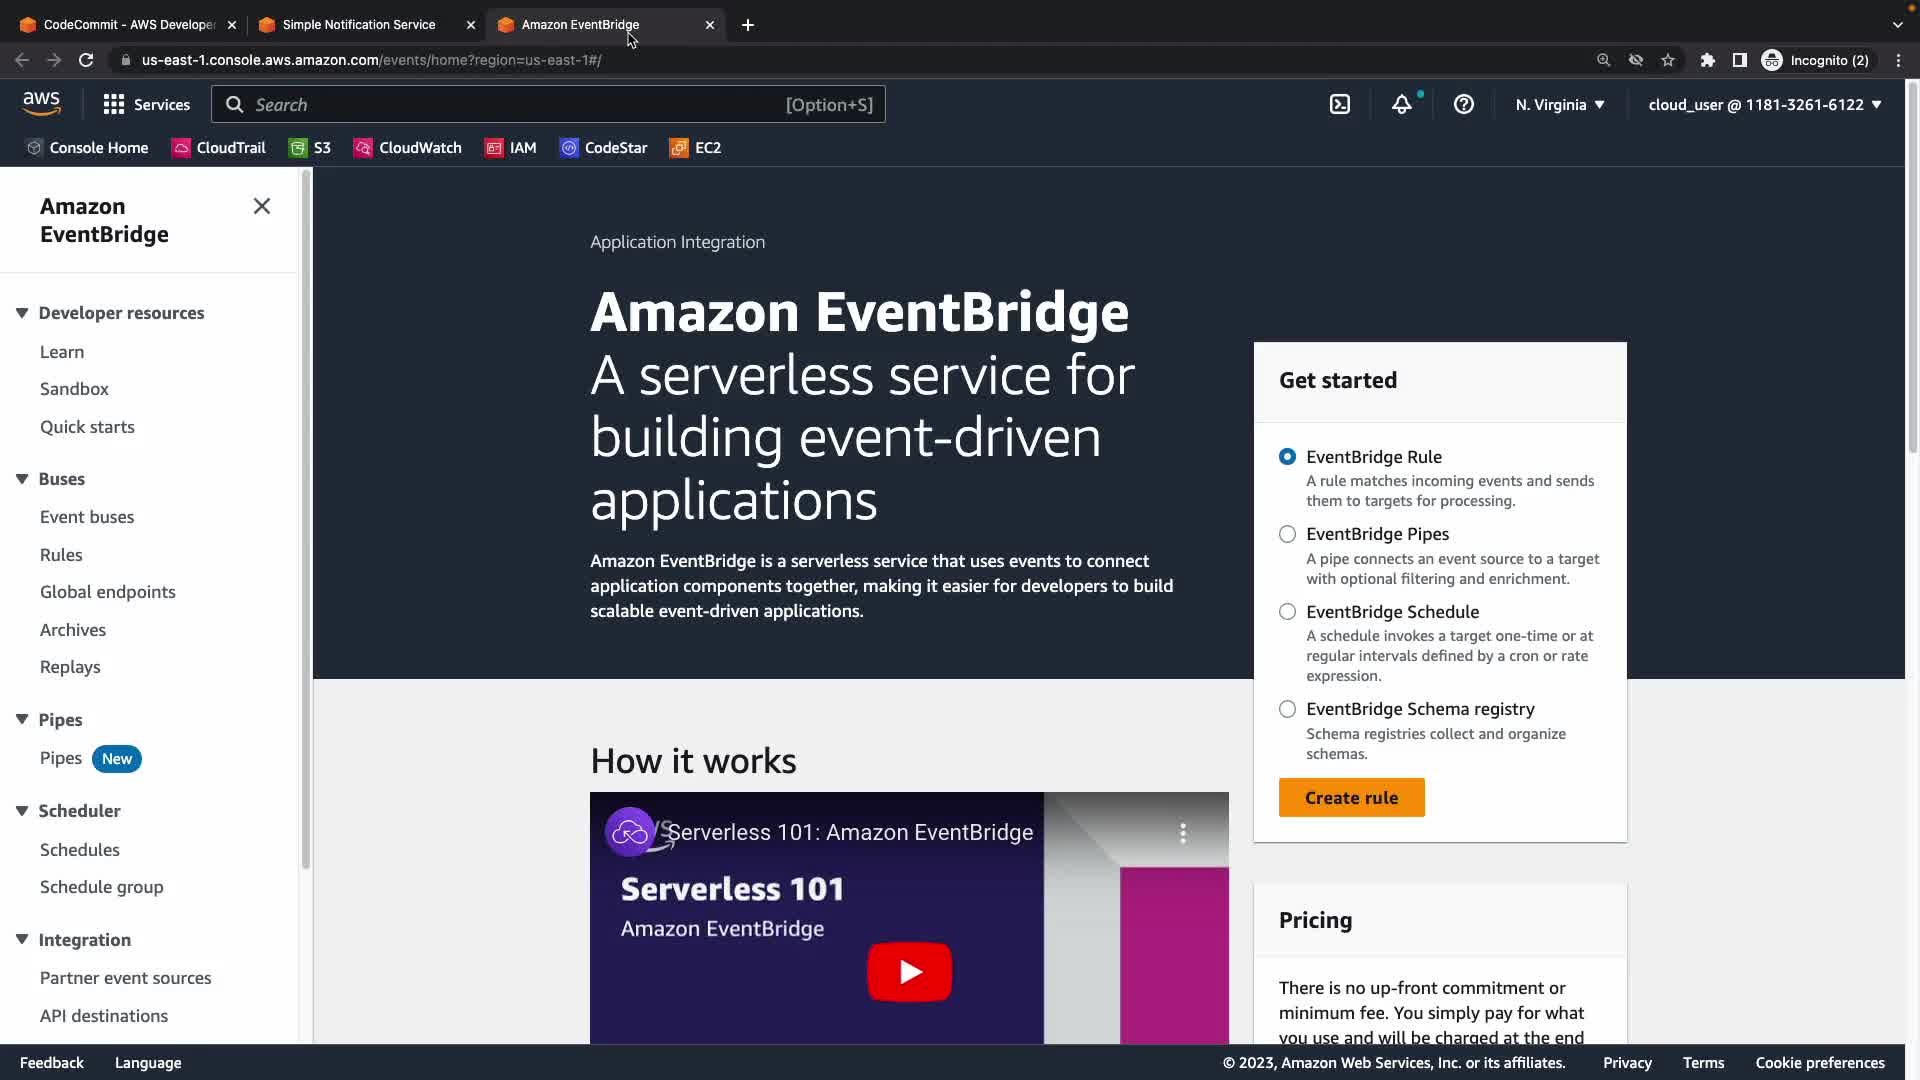 CodeCommit - AWS Developer
Simple Notification Service
Amazon EventBridge
us-east-1.console.aws.amazon.com/events/home?region=us-east-1#/
Incognito (2)
aws
Services
Search
[Option+S]
N. Virginia
cloud_user @ 1181-3261-6122
Console Home
CloudTrail
S3
CloudWatch
IAM
CodeStar
EC2
Amazon
EventBridge
Developer resources
Learn
Sandbox
Quick starts
Buses
Event buses
Rules
Global endpoints
Archives
Replays
Pipes
Pipes New
Scheduler
Schedules
Schedule group
Integration
Partner event sources
API destinations
Application Integration
Amazon EventBridge
A serverless service for
building event-driven
applications
Amazon EventBridge is a serverless service that uses events to connect
application components together, making it easier for developers to build
scalable event-driven applications.
Get started
EventBridge Rule
A rule matches incoming events and sends
them to targets for processing.
EventBridge Pipes
A pipe connects an event source to a target
with optional filtering and enrichment.
EventBridge Schedule
A schedule invokes a target one-time or at
regular intervals defined by a cron or rate
expression.
EventBridge Schema registry
Schema registries collect and organize
schemas.
Create rule
How it works
Serverless 101: Amazon EventBridge
Serverless 101
Amazon EventBridge
Pricing
There is no up-front commitment or
minimum fee. You simply pay for what
you use and will be charged at the end
Feedback
Language
© 2023, Amazon Web Services, Inc. or its affiliates.
Privacy
Terms
Cookie preferences